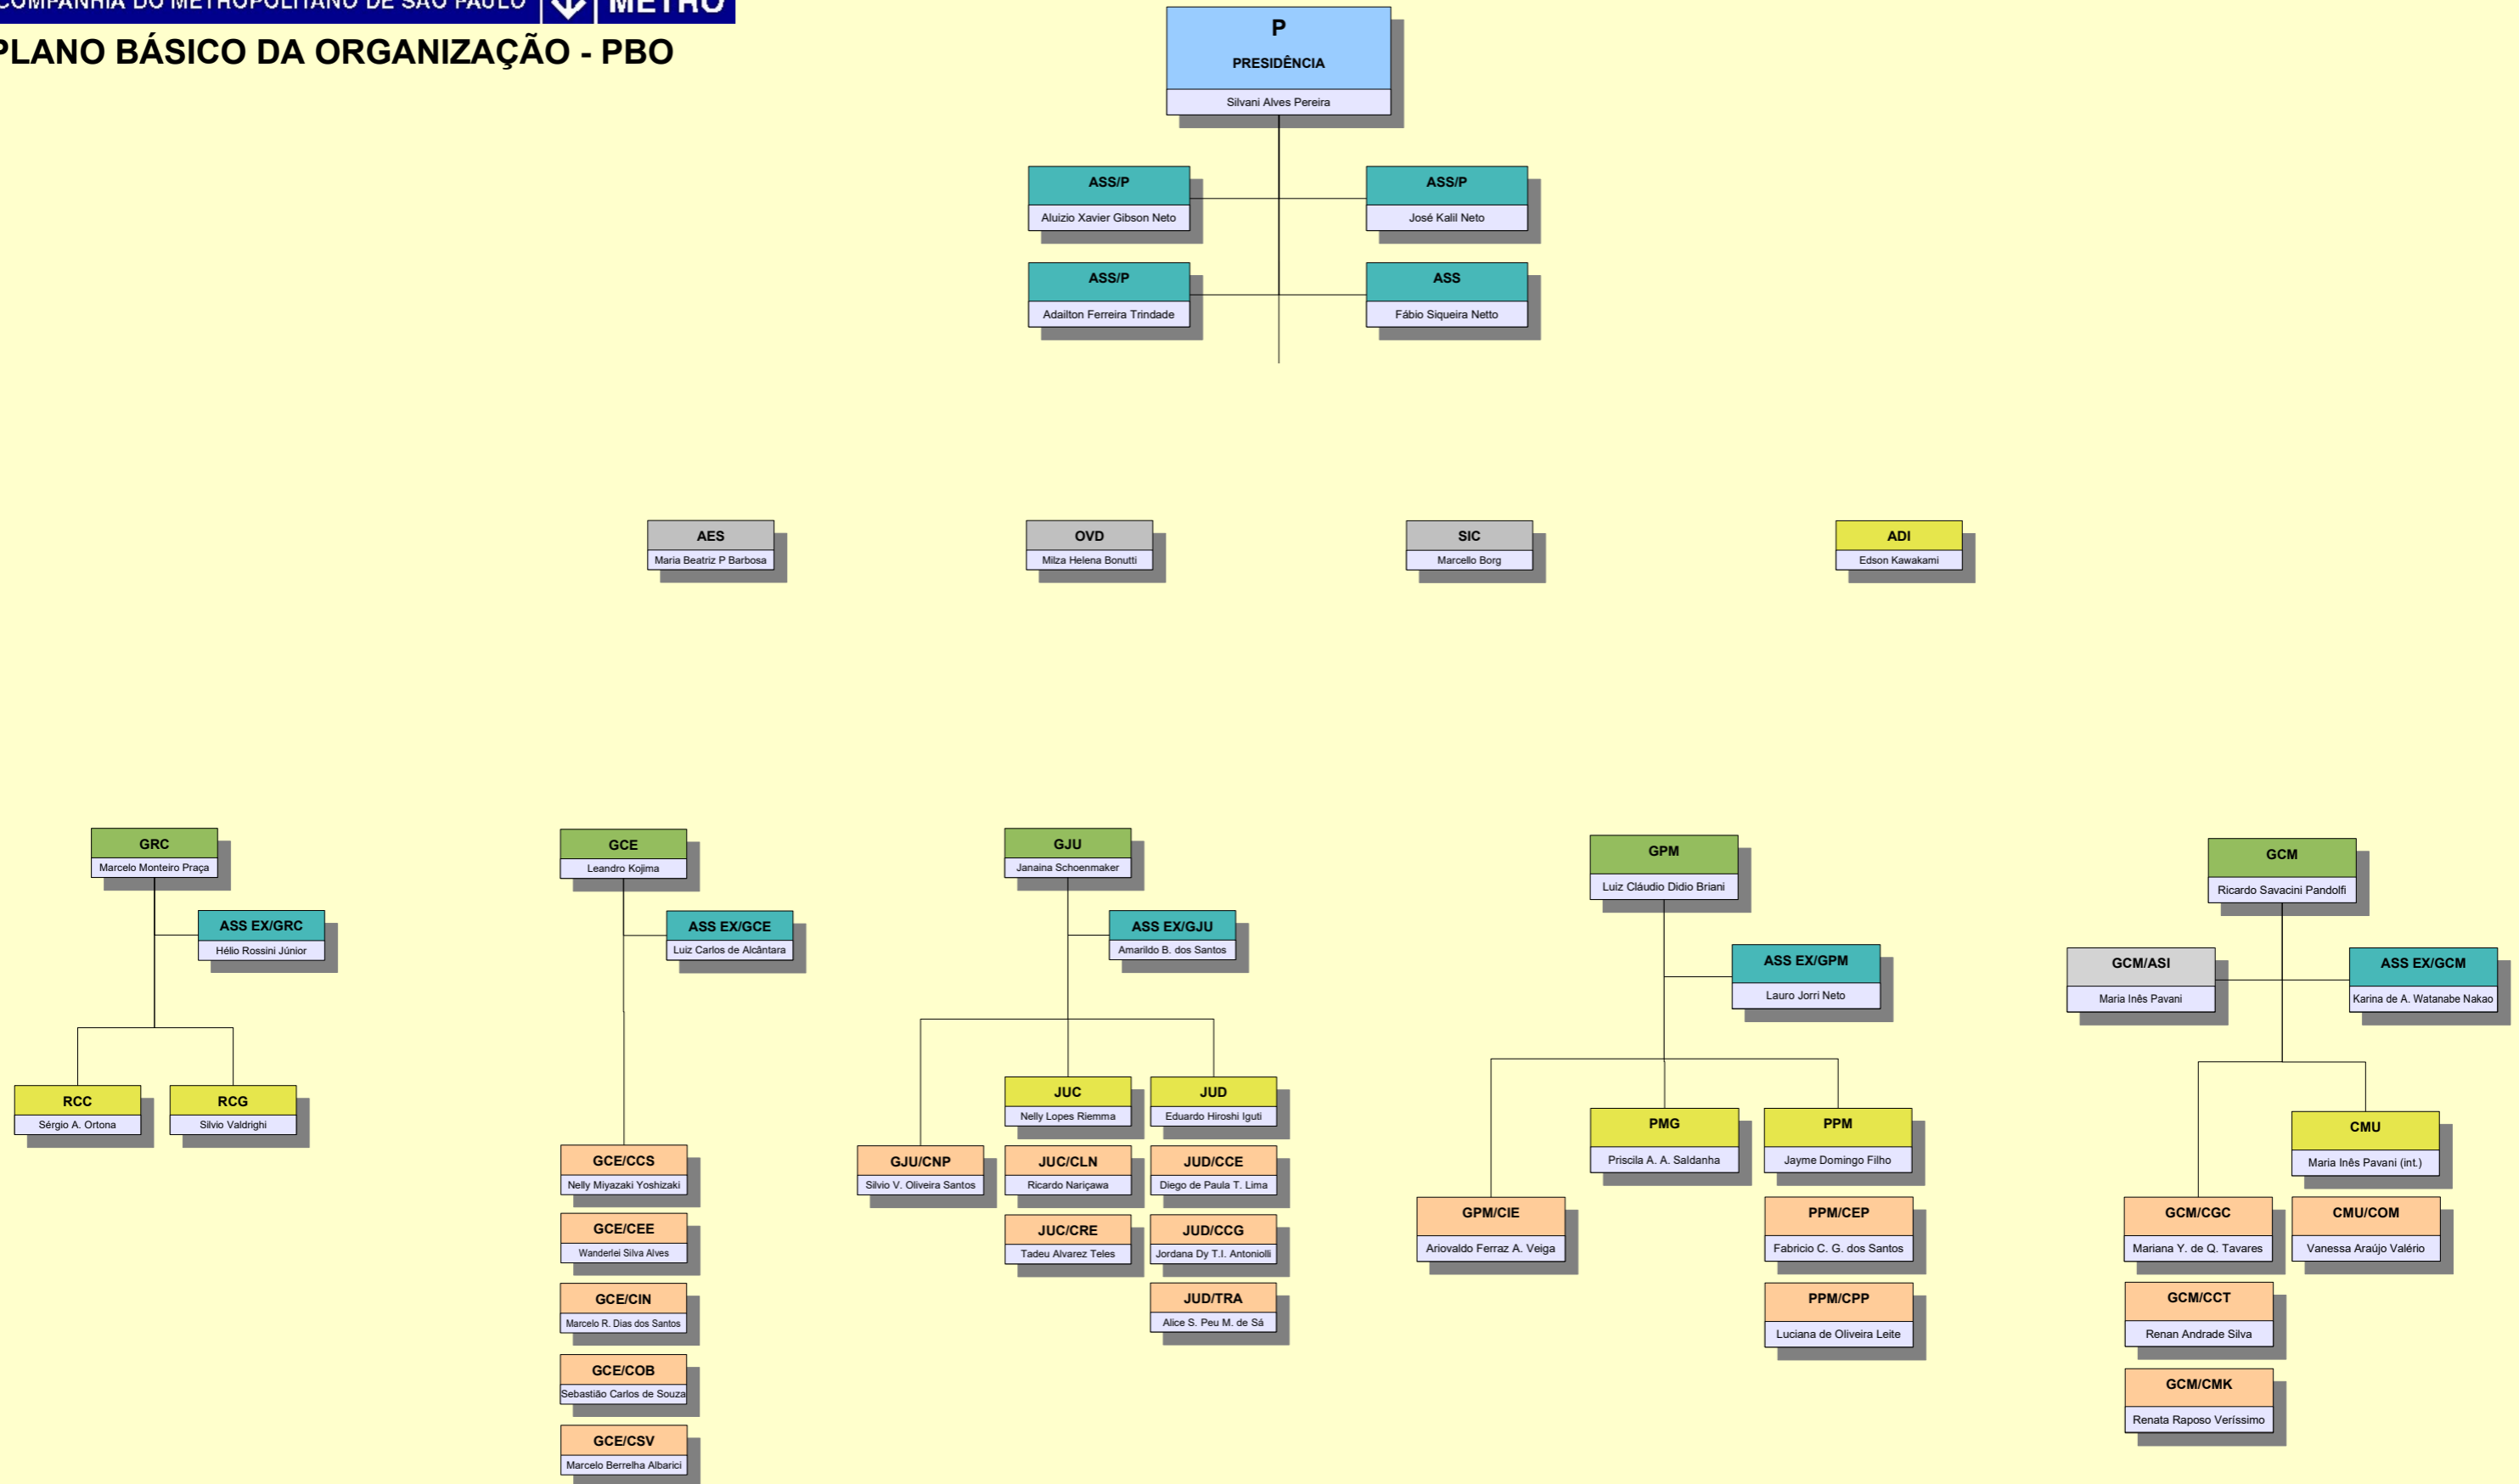 COMPANHIA DO METROPOLITANO DE SÃO PAULO METRÔ
PLANO BÁSICO DA ORGANIZAÇÃO - PBO
P
PRESIDÊNCIA
Silvani Alves Pereira
ASS/P
Aluizio Xavier Gibson Neto
ASS/P
José Kalil Neto
ASS/P
Adailton Ferreira Trindade
ASS
Fábio Siqueira Netto
AES
Maria Beatriz P Barbosa
OVD
Milza Helena Bonutti
SIC
Marcello Borg
ADI
Edson Kawakami
GRC
Marcelo Monteiro Praça
ASS EX/GRC
Hélio Rossini Júnior
RCC
Sérgio A. Ortona
RCG
Silvio Valdrighi
GCE
Leandro Kojima
ASS EX/GCE
Luiz Carlos de Alcântara
GCE/CCS
Nelly Miyazaki Yoshizaki
GCE/CEE
Wanderlei Silva Alves
GCE/CIN
Marcelo R. Dias dos Santos
GCE/COB
Sebastião Carlos de Souza
GCE/CSV
Marcelo Berrelha Albarici
GJU
Janaina Schoenmaker
ASS EX/GJU
Amarildo B. dos Santos
GJU/CNP
Silvio V. Oliveira Santos
JUC
Nelly Lopes Riemma
JUC/CLN
Ricardo Nariçawa
JUC/CRE
Tadeu Alvarez Teles
JUD
Eduardo Hiroshi Iguti
JUD/CCE
Diego de Paula T. Lima
JUD/CCG
Jordana Dy T.I. Antoniolli
JUD/TRA
Alice S. Peu M. de Sá
GPM
Luiz Cláudio Didio Briani
ASS EX/GPM
Lauro Jorri Neto
GPM/CIE
Ariovaldo Ferraz A. Veiga
PMG
Priscila A. A. Saldanha
PPM
Jayme Domingo Filho
PPM/CEP
Fabricio C. G. dos Santos
PPM/CPP
Luciana de Oliveira Leite
GCM
Ricardo Savacini Pandolfi
GCM/ASI
Maria Inês Pavani
ASS EX/GCM
Karina de A. Watanabe Nakao
GCM/CGC
Mariana Y. de Q. Tavares
GCM/CCT
Renan Andrade Silva
GCM/CMK
Renata Raposo Veríssimo
CMU
Maria Inês Pavani (int.)
CMU/COM
Vanessa Araújo Valério